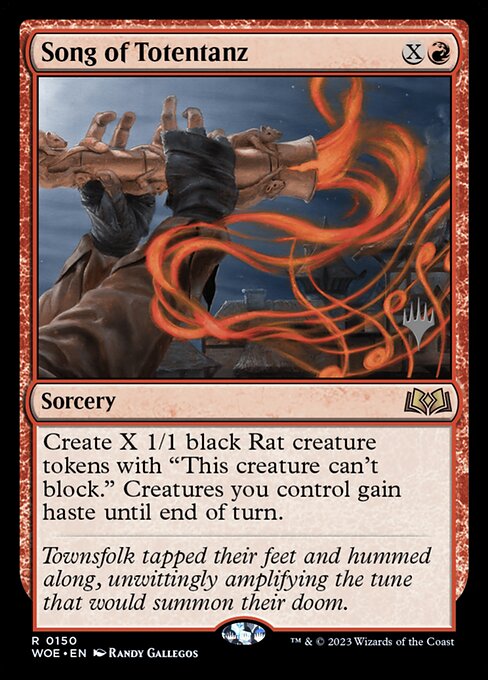 Song of Totentanz X
Sorcery
Create X 1/1 black Rat creature
tokens with “This creature can’t
block.” Creatures you control gain
haste until end of turn.
Townsfolk tapped their feet and hummed
along, unwittingly amplifying the tune
that would summon their doom.
R 0150
WOE • EN RANDY GALLEGOS
™ & © 2023 Wizards of the Coast